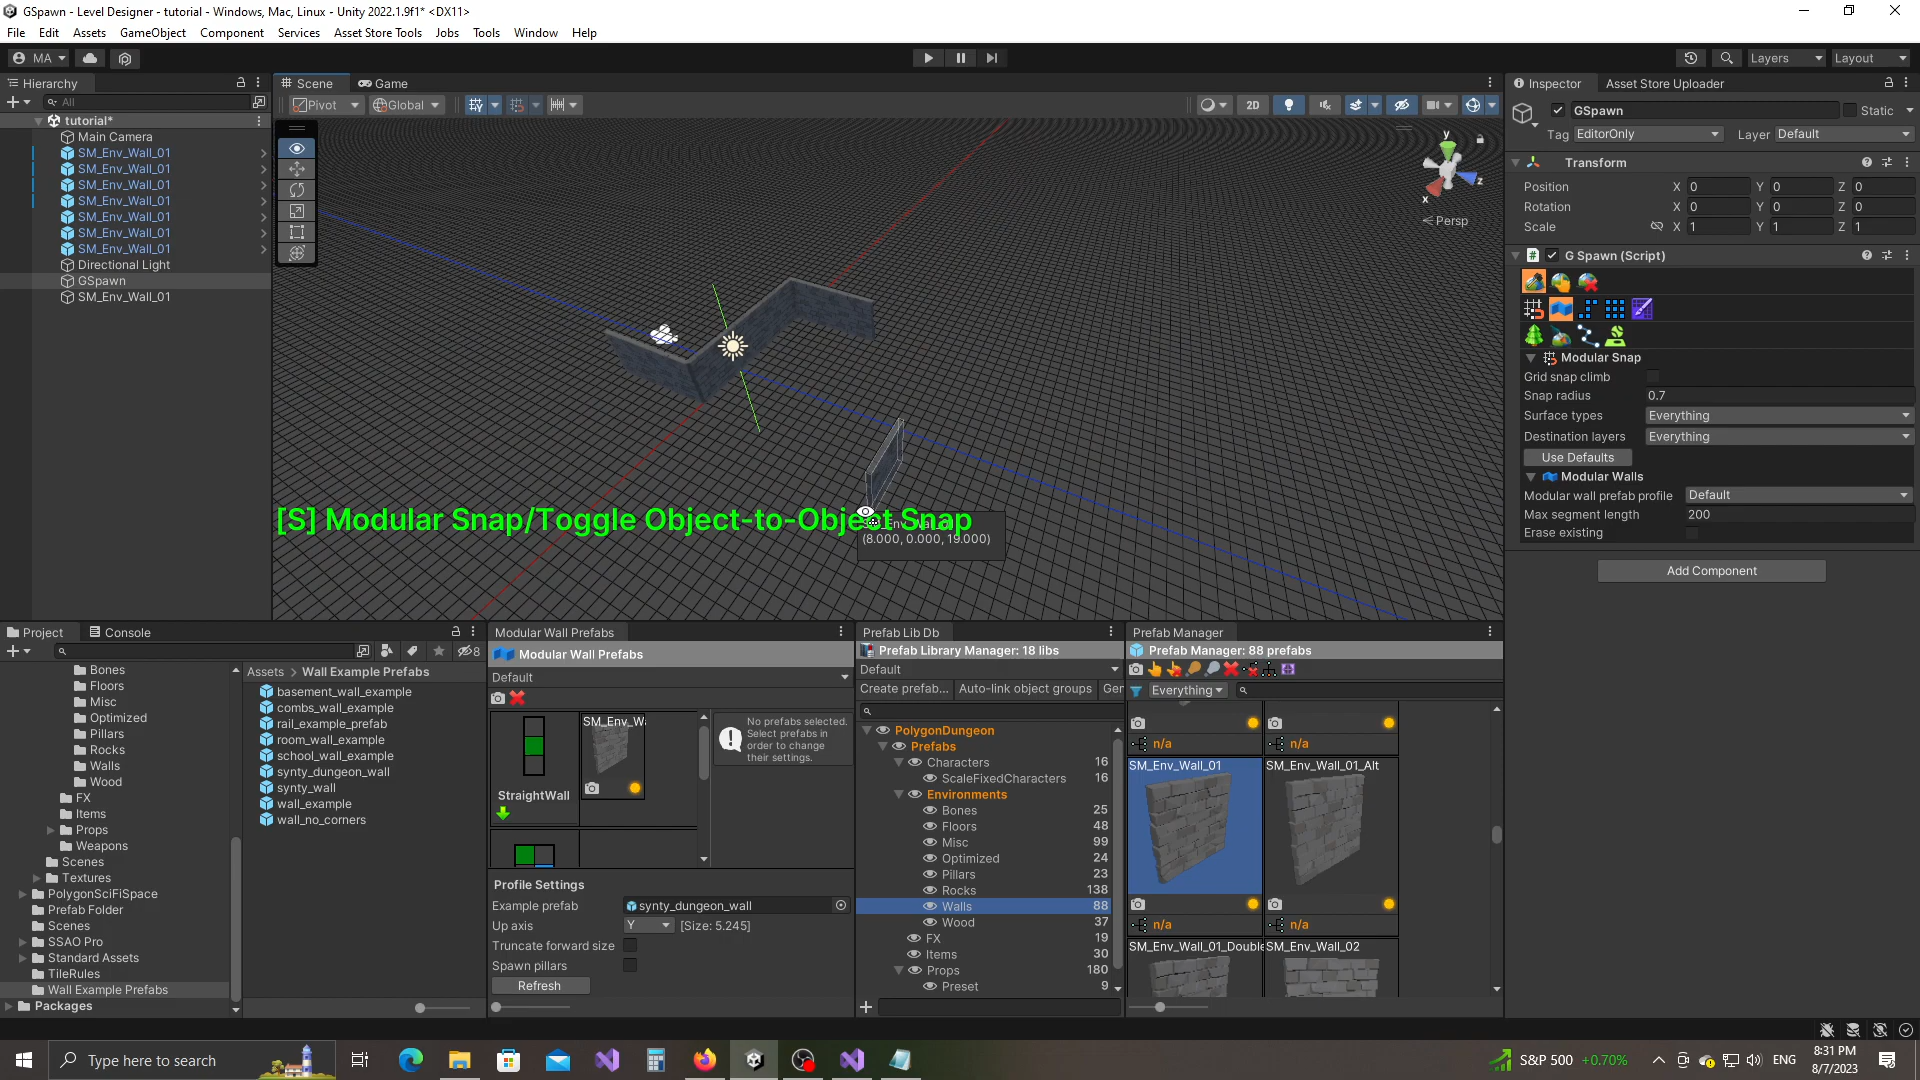 GSpawn - Level Designer - tutorial - Windows, Mac, Linux - Unity 2022.1.9f1* <DX11>
File Edit Assets GameObject Component Services Asset Store Tools Jobs Tools Window Help
MA Layers Layout
Hierarchy
All
tutorial*
Main Camera
SM_Env_Wall_01
SM_Env_Wall_01
SM_Env_Wall_01
SM_Env_Wall_01
SM_Env_Wall_01
SM_Env_Wall_01
SM_Env_Wall_01
Directional Light
GSpawn
SM_Env_Wall_01
Scene Game
Pivot Global 2D
y
z
x
Persp
[S] Modular Snap/Toggle Object-to-Object Snap
(8.000, 0.000, 19.000)
Inspector Asset Store Uploader
GSpawn Static
Tag EditorOnly Layer Default
Transform
Position X 0 Y 0 Z 0
Rotation X 0 Y 0 Z 0
Scale X 1 Y 1 Z 1
G Spawn (Script)
Modular Snap
Grid snap climb
Snap radius 0.7
Surface types Everything
Destination layers Everything
Use Defaults
Modular Walls
Modular wall prefab profile Default
Max segment length 200
Erase existing
Add Component
Project Console
8
Bones
Floors
Misc
Optimized
Pillars
Rocks
Walls
Wood
FX
Items
Props
Weapons
Scenes
Textures
PolygonSciFiSpace
Prefab Folder
Scenes
SSAO Pro
Standard Assets
TileRules
Wall Example Prefabs
Packages
Assets > Wall Example Prefabs
basement_wall_example
combs_wall_example
rail_example_prefab
room_wall_example
school_wall_example
synty_dungeon_wall
synty_wall
wall_example
wall_no_corners
Modular Wall Prefabs
Modular Wall Prefabs
Default
StraightWall
SM_Env_Wa
No prefabs selected.
Select prefabs in
order to change
their settings.
Profile Settings
Example prefab synty_dungeon_wall
Up axis Y [Size: 5.245]
Truncate forward size
Spawn pillars
Refresh
Prefab Lib Db
Prefab Library Manager: 18 libs
Default
Create prefab... Auto-link object groups Ger
PolygonDungeon
Prefabs
Characters 16
ScaleFixedCharacters 16
Environments
Bones 25
Floors 48
Misc 99
Optimized 24
Pillars 23
Rocks 138
Walls 88
Wood 37
FX 19
Items 30
Props 180
Preset 9
Prefab Manager
Prefab Manager: 88 prefabs
Everything
n/a n/a
SM_Env_Wall_01 SM_Env_Wall_01_Alt
n/a n/a
SM_Env_Wall_01_Double SM_Env_Wall_02
Type here to search
S&P 500 +0.70%
ENG
8:31 PM
8/7/2023